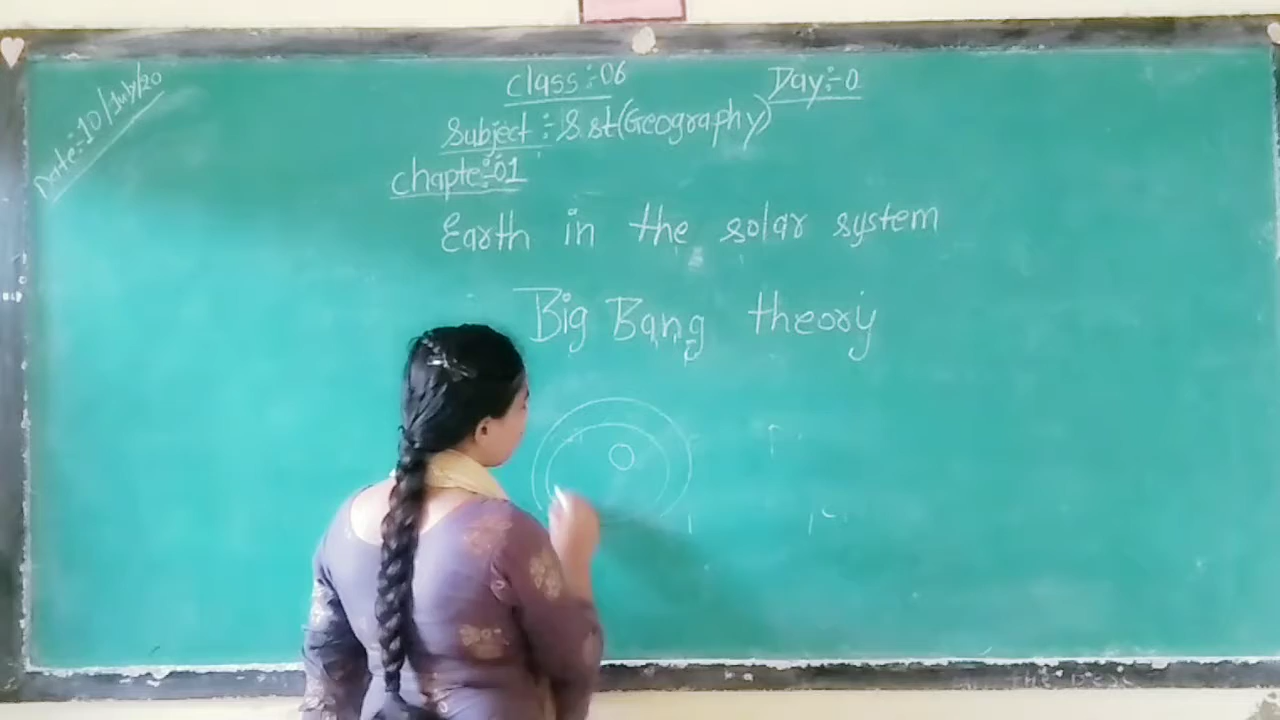 Date:-10/July/20
Class:-06
Day:-0
Subject:-S.st(Geography)
Chapte:-01
Earth in the solar system
Big Bang theory